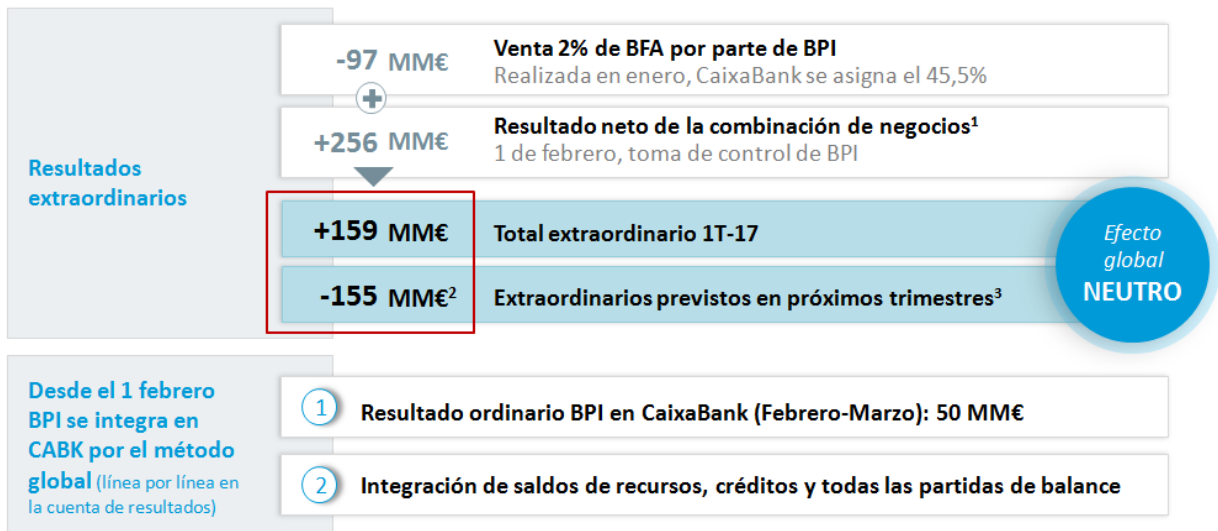 Resultados
extraordinarios
-97 MM€
Venta 2% de BFA por parte de BPI
Realizada en enero, CaixaBank se asigna el 45,5%
+
+256 MM€
Resultado neto de la combinación de negocios¹
1 de febrero, toma de control de BPI
+159 MM€
Total extraordinario 1T-17
-155 MM€²
Extraordinarios previstos en próximos trimestres³
Efecto
global
NEUTRO
Desde el 1 febrero
BPI se integra en
CABK por el método
global (línea por línea en
la cuenta de resultados)
1
Resultado ordinario BPI en CaixaBank (Febrero-Marzo): 50 MM€
2
Integración de saldos de recursos, créditos y todas las partidas de balance